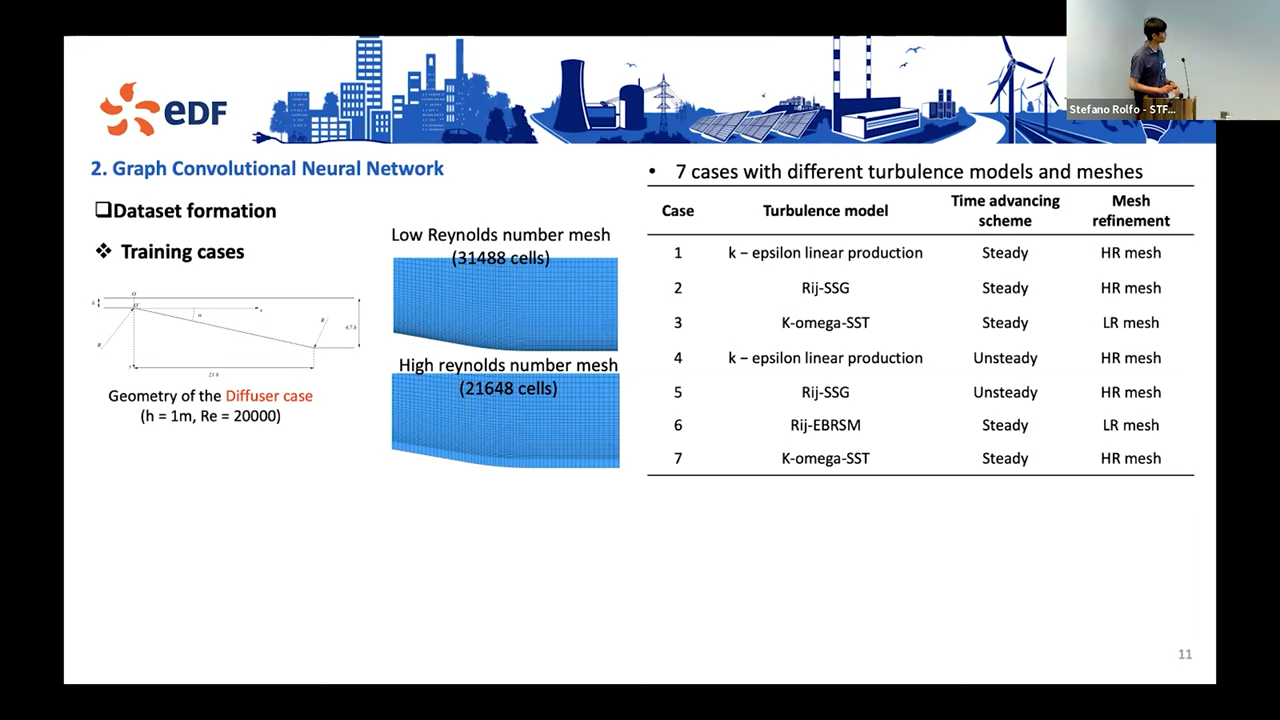 eDF
Stefano Rolfo - STF...
2. Graph Convolutional Neural Network
Dataset formation
Training cases
Low Reynolds number mesh
(31488 cells)
High reynolds number mesh
(21648 cells)
4.7 h
21 h
Geometry of the Diffuser case
(h = 1m, Re = 20000)
• 7 cases with different turbulence models and meshes
Case Turbulence model Time advancing scheme Mesh refinement
1 k – epsilon linear production Steady HR mesh
2 Rij-SSG Steady HR mesh
3 K-omega-SST Steady LR mesh
4 k – epsilon linear production Unsteady HR mesh
5 Rij-SSG Unsteady HR mesh
6 Rij-EBRSM Steady LR mesh
7 K-omega-SST Steady HR mesh
11